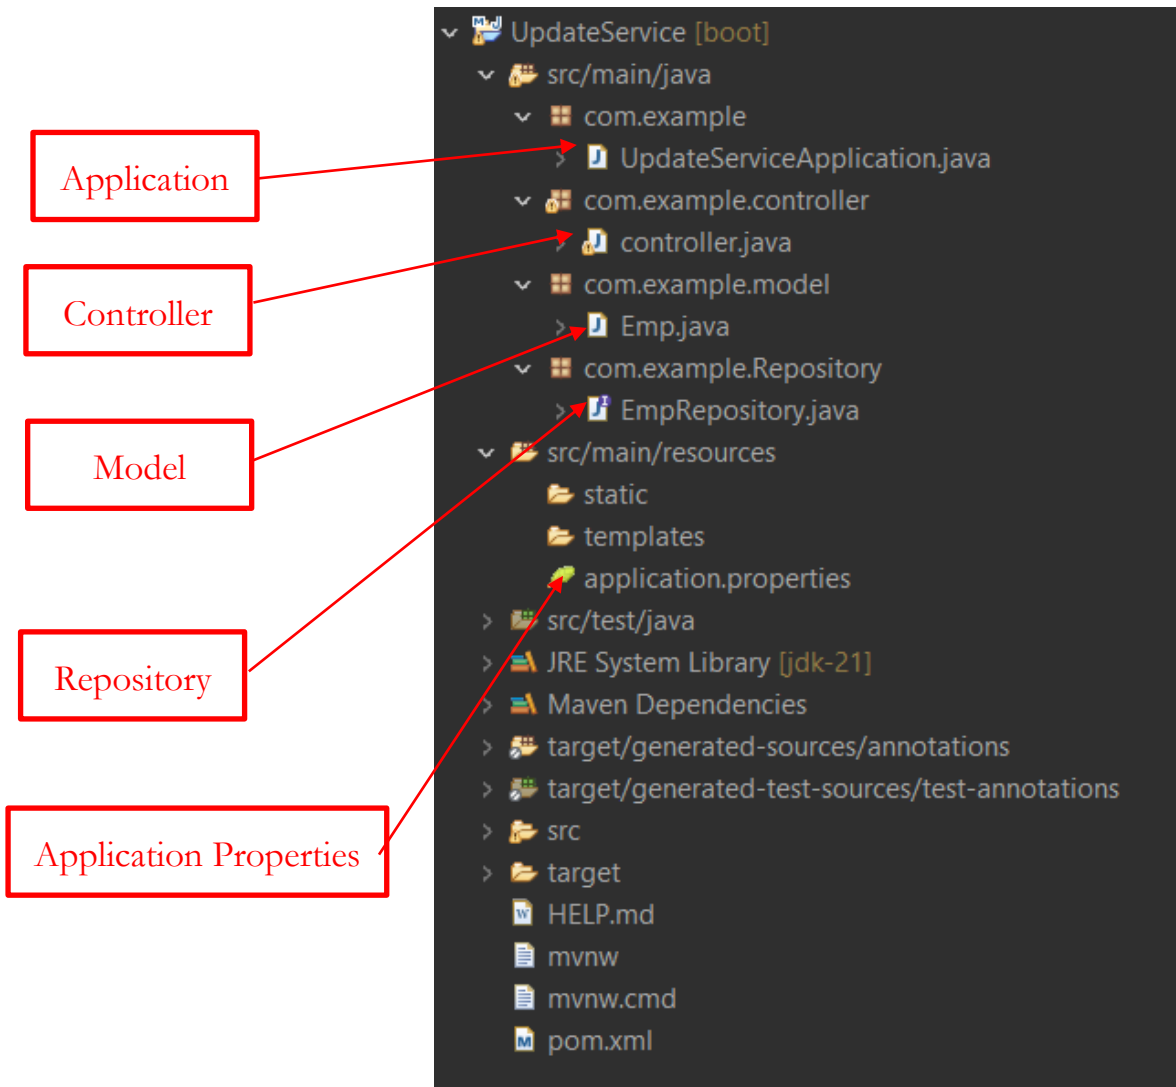 UpdateService [boot]
src/main/java
com.example
Application
UpdateServiceApplication.java
com.example.controller
Controller
controller.java
com.example.model
Emp.java
com.example.Repository
EmpRepository.java
Model
src/main/resources
static
templates
application.properties
src/test/java
Repository
JRE System Library [jdk-21]
Maven Dependencies
target/generated-sources/annotations
target/generated-test-sources/test-annotations
src
Application Properties
target
HELP.md
mvnw
mvnw.cmd
pom.xml